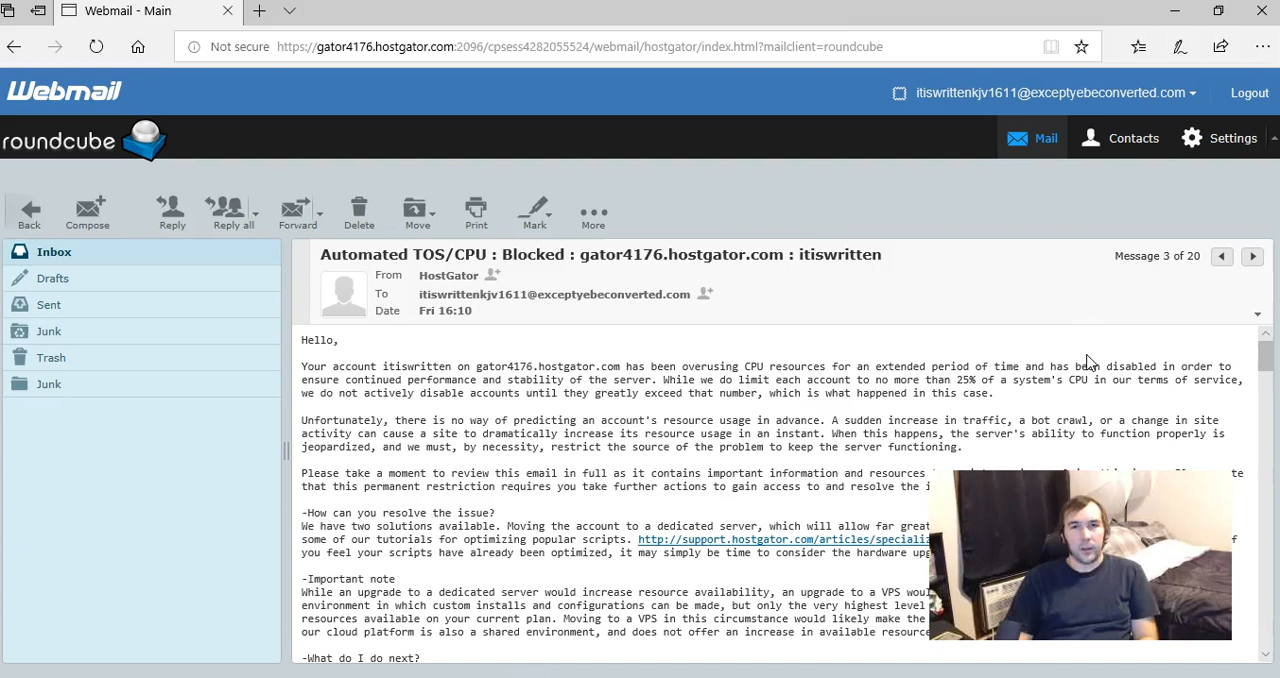 Webmail - Main
Not secure https://gator4176.hostgator.com:2096/cpsess4282055524/webmail/hostgator/index.html?mailclient=roundcube
Webmail
itiswrittenkjv1611@exceptyebeconverted.com
Logout
roundcube
Mail
Contacts
Settings
Back
Compose
Reply
Reply all
Forward
Delete
Move
Print
Mark
More
Inbox
Drafts
Sent
Junk
Trash
Junk
Automated TOS/CPU : Blocked : gator4176.hostgator.com : itiswritten
Message 3 of 20
From HostGator
To itiswrittenkjv1611@exceptyebeconverted.com
Date Fri 16:10
Hello,
Your account itiswritten on gator4176.hostgator.com has been overusing CPU resources for an extended period of time and has been disabled in order to
ensure continued performance and stability of the server. While we do limit each account to no more than 25% of a system's CPU in our terms of service,
we do not actively disable accounts until they greatly exceed that number, which is what happened in this case.
Unfortunately, there is no way of predicting an account's resource usage in advance. A sudden increase in traffic, a bot crawl, or a change in site
activity can cause a site to dramatically increase its resource usage in an instant. When this happens, the server's ability to function properly is
jeopardized, and we must, by necessity, restrict the source of the problem to keep the server functioning.
Please take a moment to review this email in full as it contains important information and resources
that this permanent restriction requires you take further actions to gain access to and resolve the
-How can you resolve the issue?
We have two solutions available. Moving the account to a dedicated server, which will allow far
some of our tutorials for optimizing popular scripts. http://support.hostgator.com/articles/speciali
you feel your scripts have already been optimized, it may simply be time to consider the hardware
-Important note
While an upgrade to a dedicated server would increase resource availability, an upgrade to a VPS
environment in which custom installs and configurations can be made, but only the very highest level
resources available on your current plan. Moving to a VPS in this circumstance would likely make the
our cloud platform is also a shared environment, and does not offer an increase in available
-What do I do next?